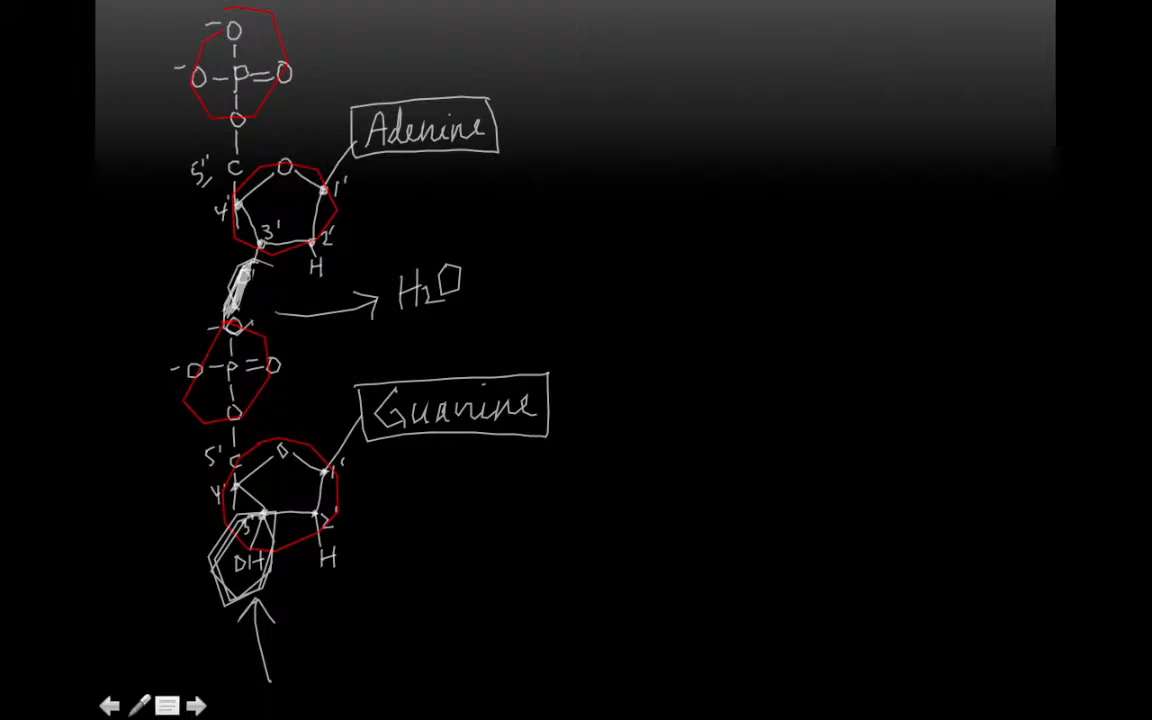 -O
-O-P=O
O
Adenine
5' C
O
1'
4'
3'
2'
H
H2O
O
-O-P=O
O
Guanine
5' C
O
1'
4'
3'
2'
OH
H